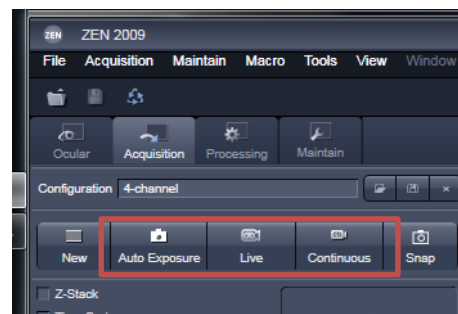 ZEN ZEN 2009
File Acquisition Maintain Macro Tools View Window
Ocular Acquisition Processing Maintain
Configuration 4-channel
New Auto Exposure Live Continuous Snap
Z-Stack